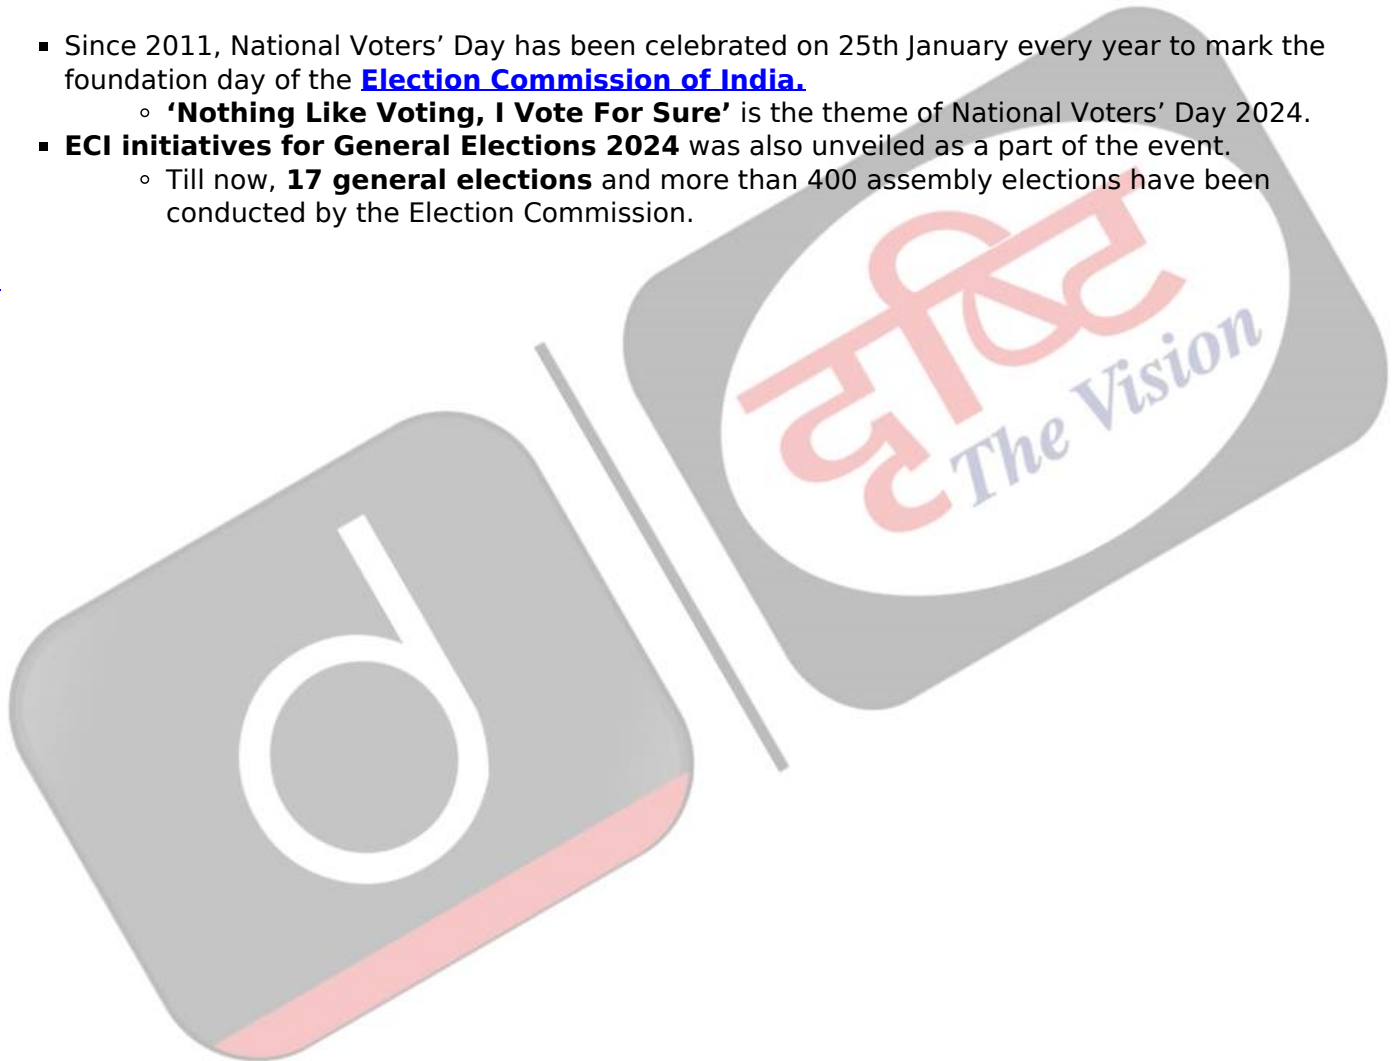 ▪ Since 2011, National Voters’ Day has been celebrated on 25th January every year to mark the
foundation day of the Election Commission of India.
◦ ‘Nothing Like Voting, I Vote For Sure’ is the theme of National Voters’ Day 2024.
▪ ECI initiatives for General Elections 2024 was also unveiled as a part of the event.
◦ Till now, 17 general elections and more than 400 assembly elections have been
conducted by the Election Commission.
दृष्टि
The Vision
d